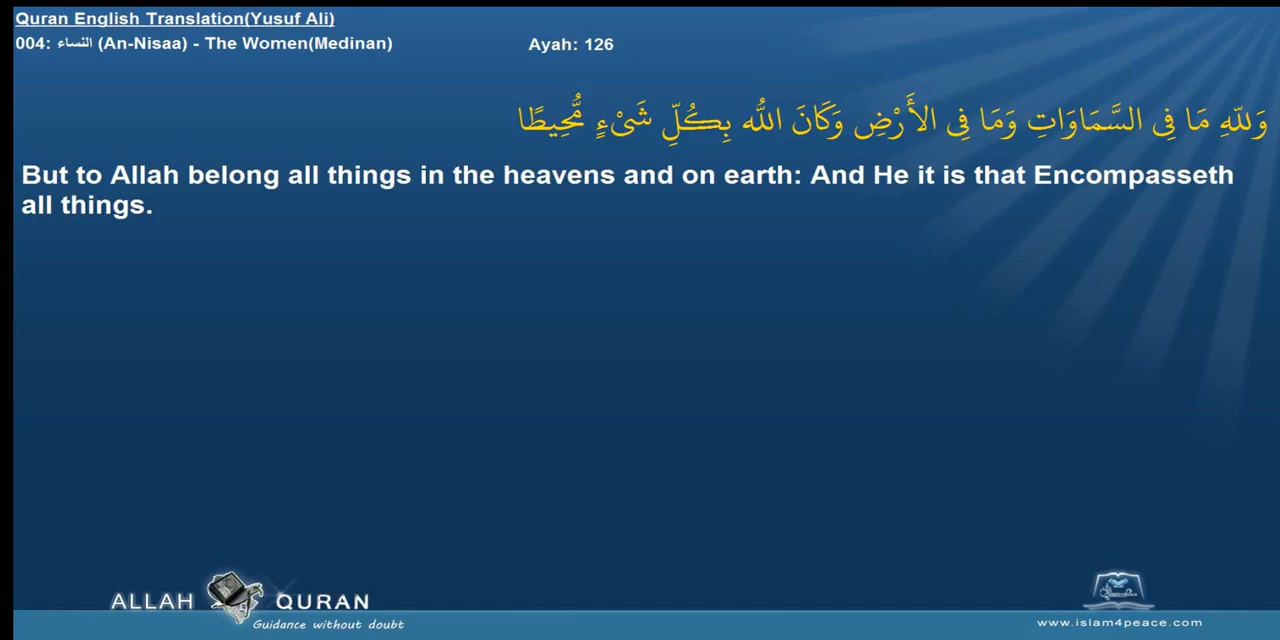 Quran English Translation(Yusuf Ali)
004: النساء (An-Nisaa) - The Women(Medinan) Ayah: 126
وَللّهِ مَا فِي السَّمَاوَاتِ وَمَا فِي الأَرْضِ وَكَانَ اللّهُ بِكُلِّ شَيْءٍ مُّحِيطًا
But to Allah belong all things in the heavens and on earth: And He it is that Encompasseth
all things.
ALLAH QURAN
Guidance without doubt
www.islam4peace.com